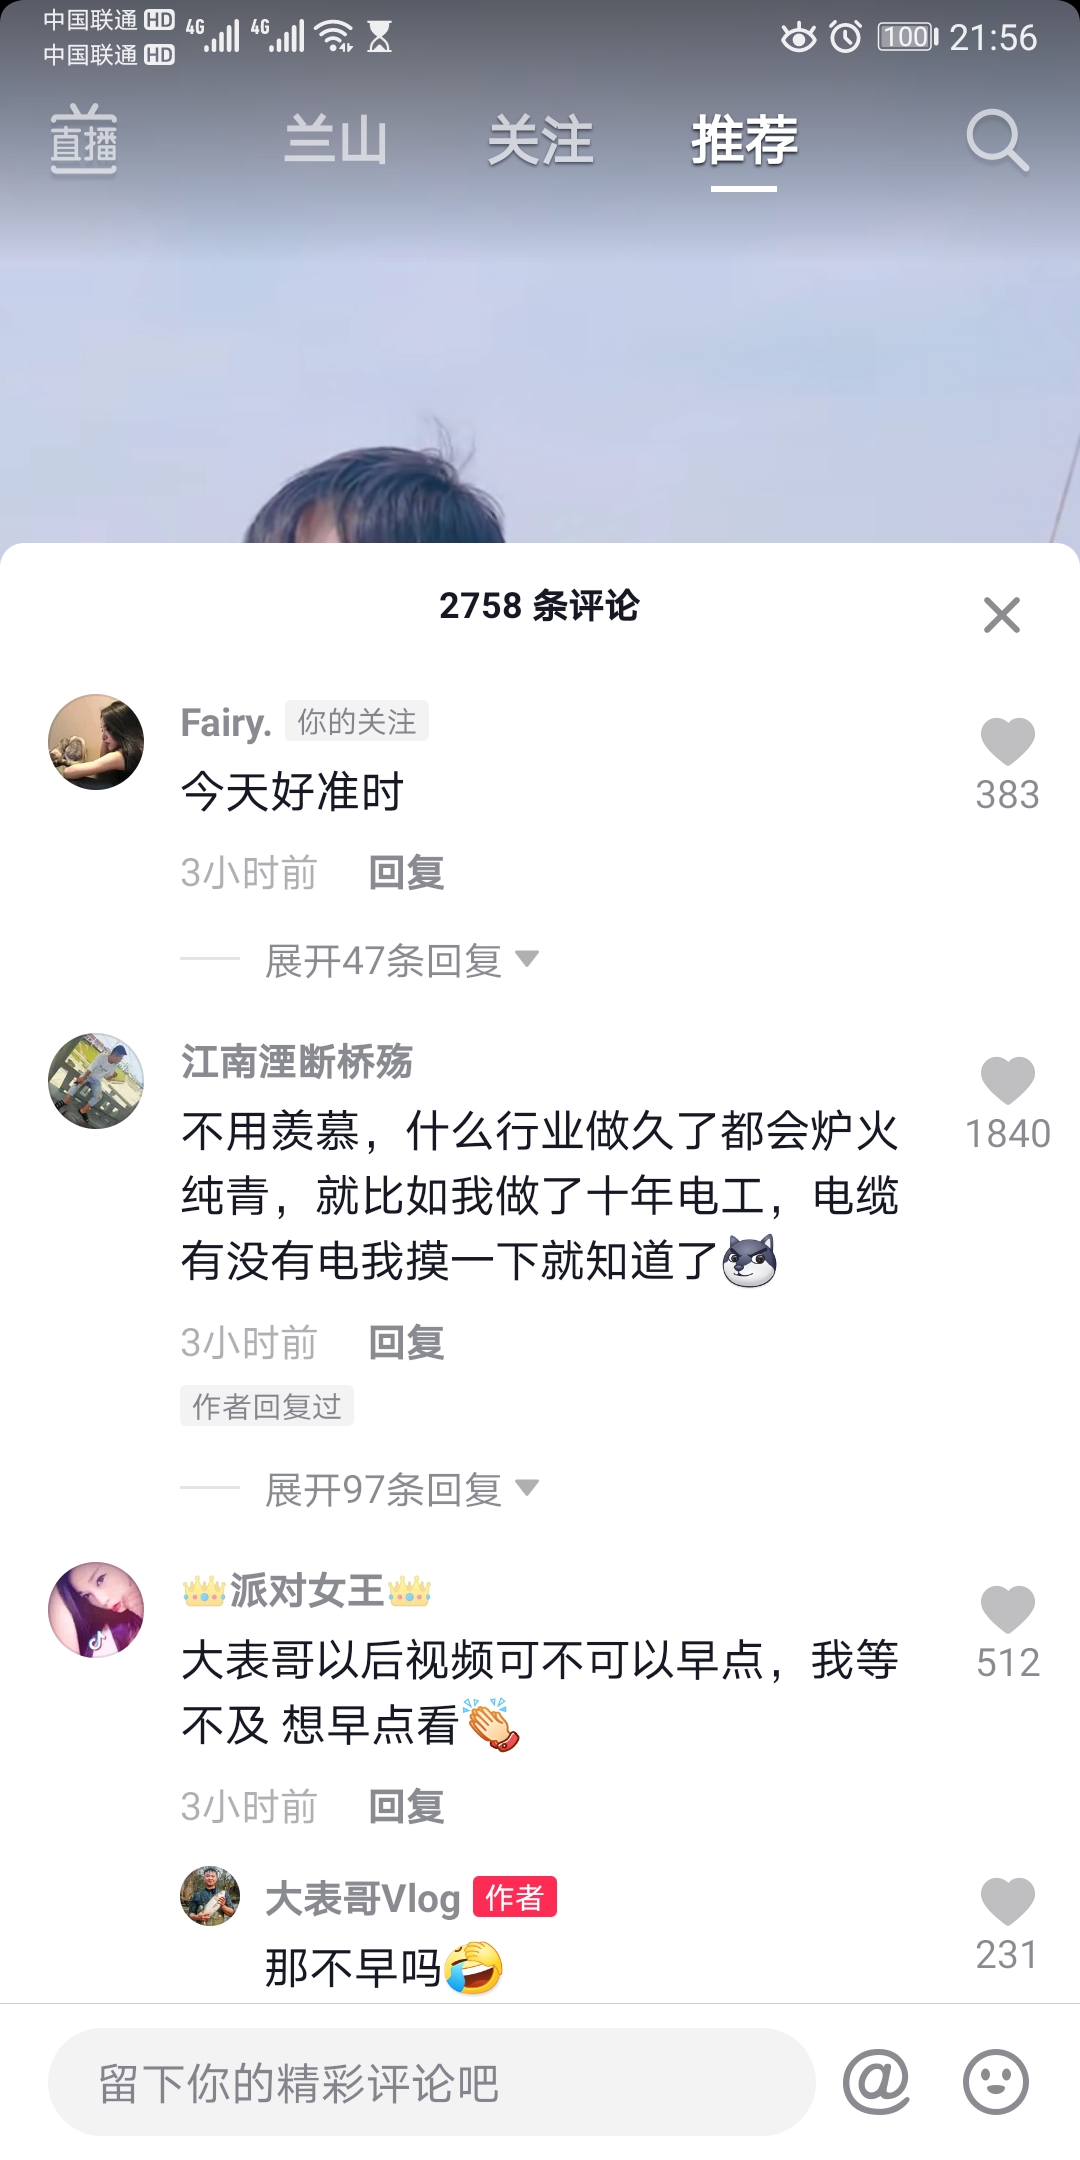 中国联通 HD 4G 4G 100 21:56
中国联通 HD
直播 兰山 关注 推荐
2758 条评论
Fairy. 你的关注
今天好准时
383
3小时前 回复
展开47条回复
江南湮断桥殇
不用羡慕，什么行业做久了都会炉火
纯青，就比如我做了十年电工，电缆
有没有电我摸一下就知道了
1840
3小时前 回复
作者回复过
展开97条回复
👑派对女王👑
大表哥以后视频可不可以早点，我等
不及 想早点看👏
512
3小时前 回复
大表哥Vlog 作者
那不早吗
231
留下你的精彩评论吧 @